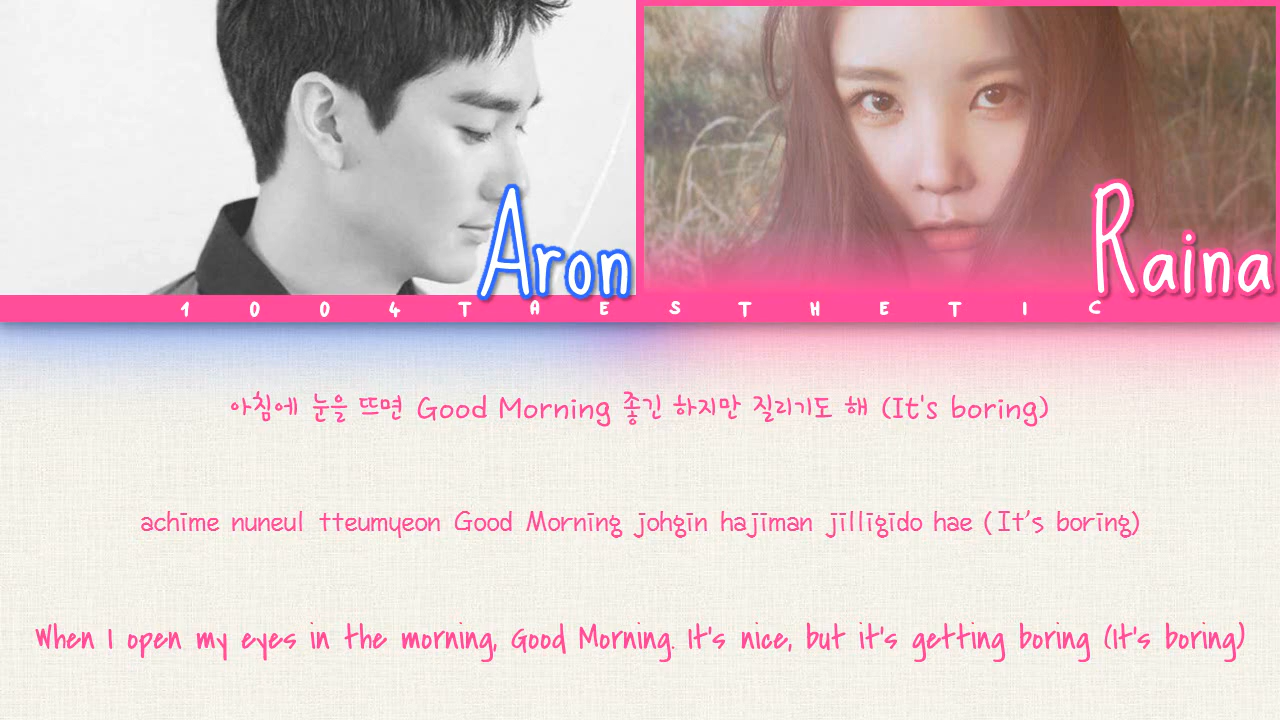 Aron
Raina
1004TAESTHETIC
아침에 눈을 뜨면 Good Morning 좋긴 하지만 질리기도 해 (It's boring)
achime nuneul tteumyeon Good Morning johgin hajiman jilligido hae (It's boring)
When I open my eyes in the morning, Good Morning. It's nice, but it's getting boring (It's boring)